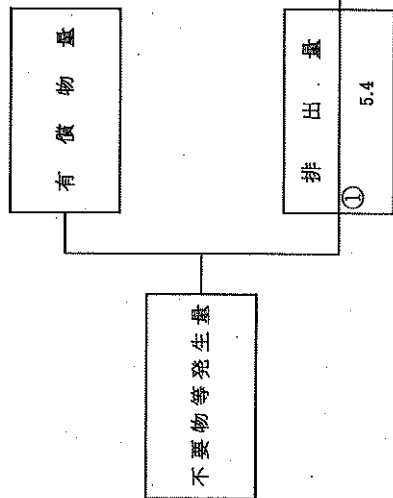 不要物等発生量
有償物量
排出量
①
5.4